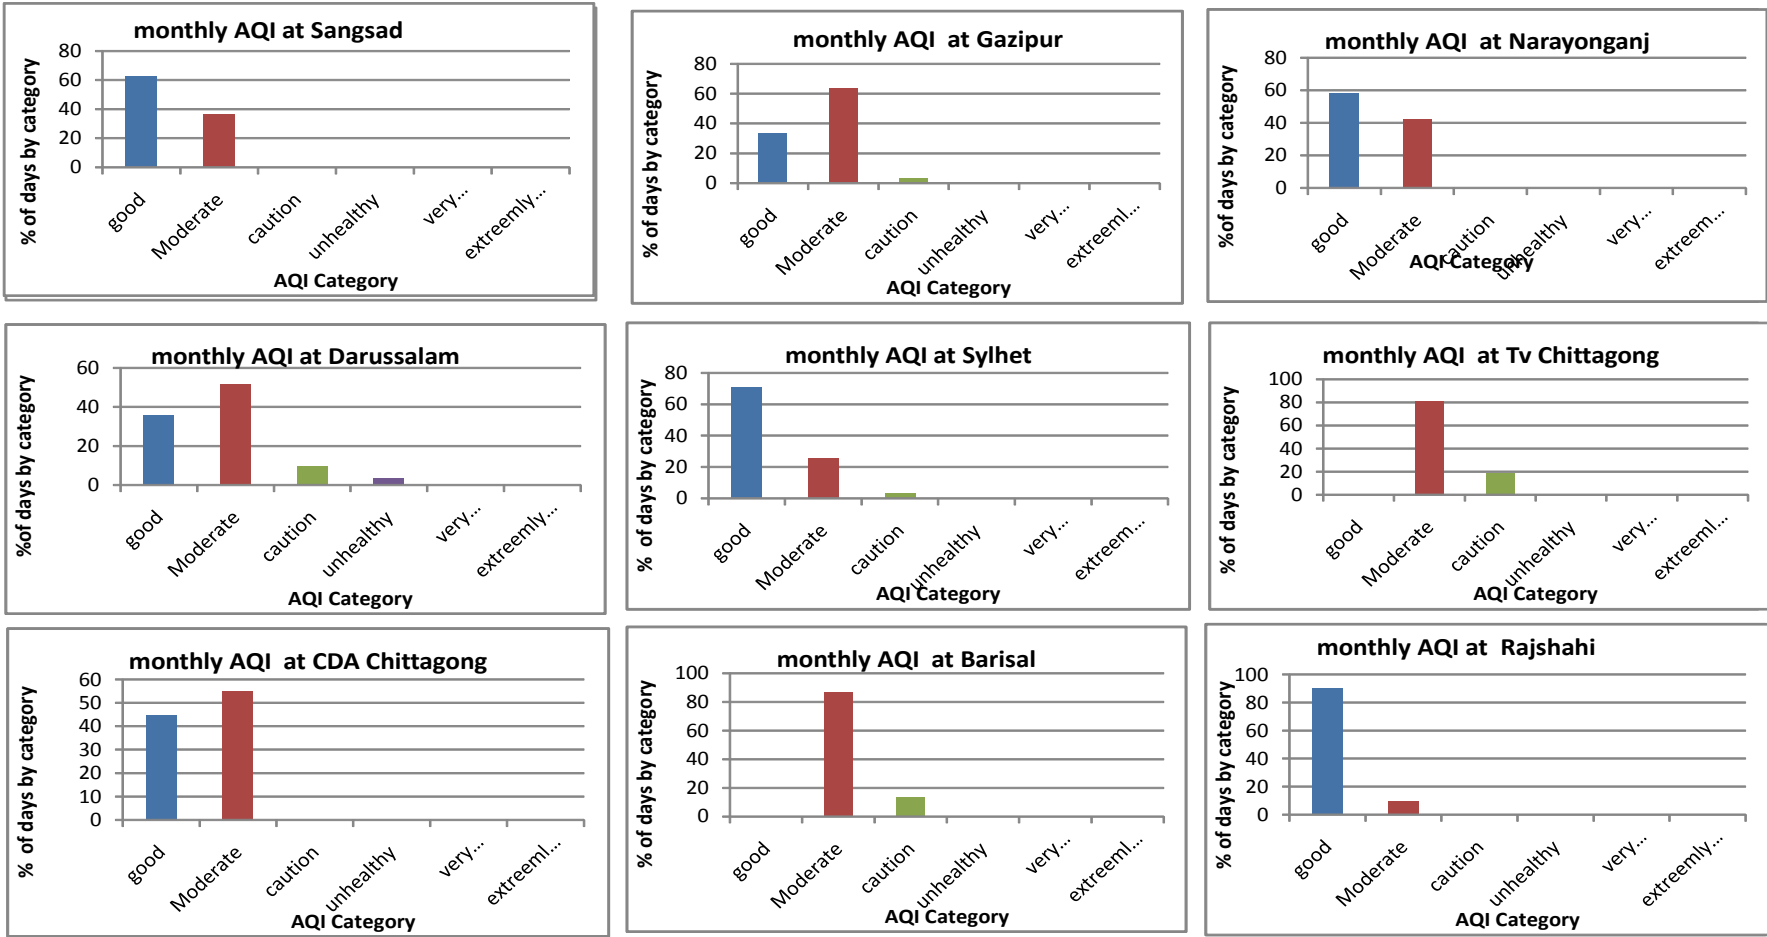 monthly AQI at Sangsad
% of days by category
80
60
40
20
0
good
Moderate
caution
unhealthy
very...
extreemly...
AQI Category
monthly AQI at Gazipur
% of days by category
80
60
40
20
0
good
Moderate
caution
unhealthy
very...
extreeml...
AQI Category
monthly AQI at Narayonganj
%of days by category
80
60
40
20
0
good
Moderate
caution
unhealthy
very...
extreem...
AQI Category
monthly AQI at Darussalam
%of days by category
60
40
20
0
good
Moderate
caution
unhealthy
very...
extreemly...
AQI Category
monthly AQI at Sylhet
% of days by category
80
60
40
20
0
good
Moderate
caution
unhealthy
very...
extreem...
AQI Category
monthly AQI at Tv Chittagong
% of days by category
100
80
60
40
20
0
good
Moderate
caution
unhealthy
very...
extreeml...
AQI Category
monthly AQI at CDA Chittagong
% of days by category
60
50
40
30
20
10
0
good
Moderate
caution
unhealthy
very...
extreeml...
AQI Category
monthly AQI at Barisal
% of days by category
100
80
60
40
20
0
good
Moderate
caution
unhealthy
very...
extreeml...
AQI Category
monthly AQI at Rajshahi
% of days by category
100
80
60
40
20
0
good
Moderate
caution
unhealthy
very...
extreemly...
AQI Category